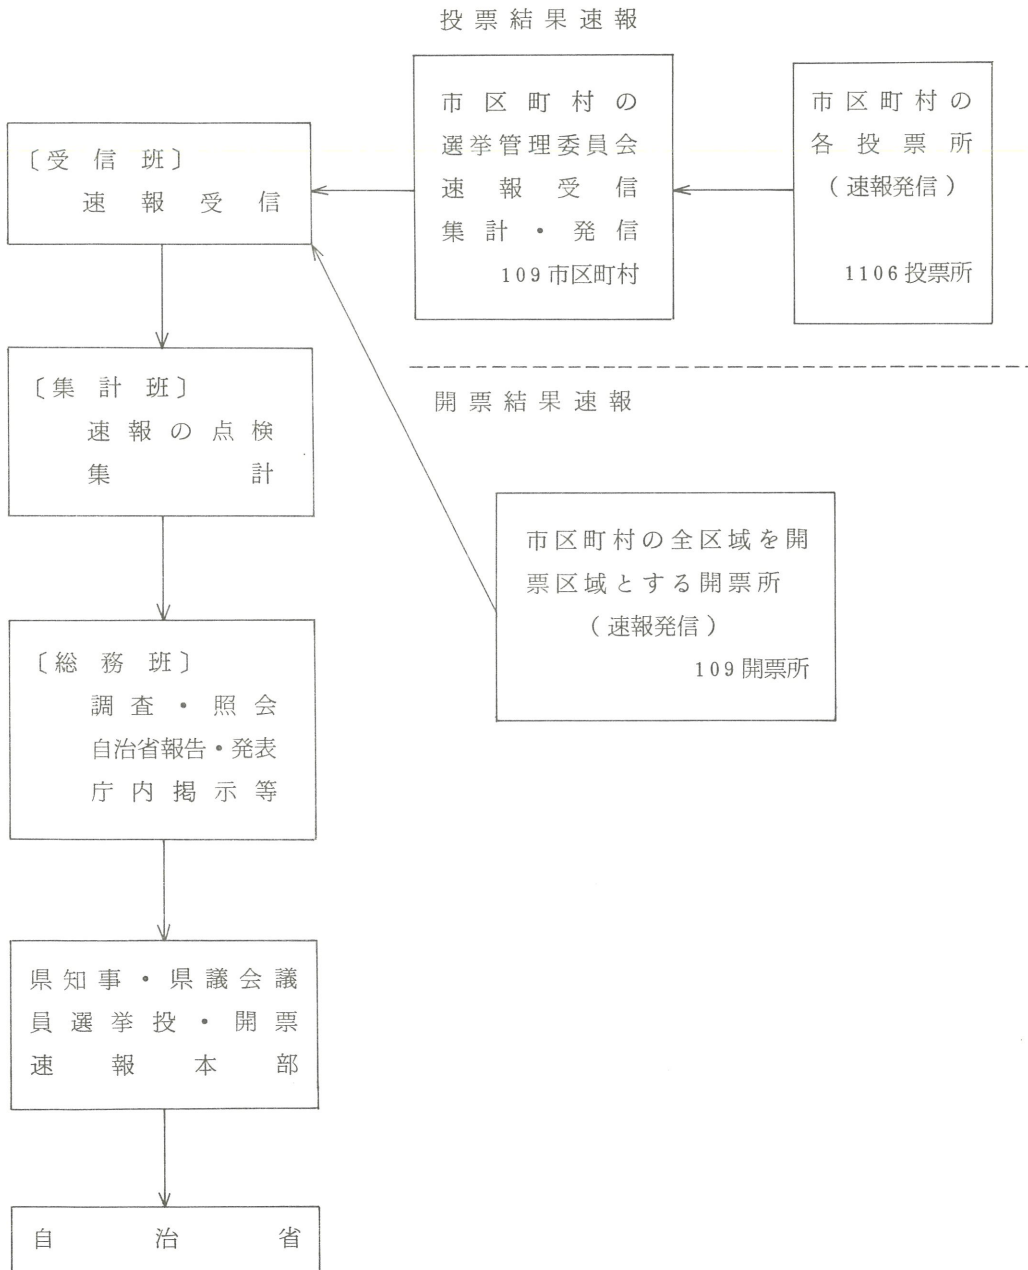 投票結果速報
市区町村の
選挙管理委員会
速報受信
集計・発信
109市区町村
市区町村の
各投票所
(速報発信)
1106投票所
〔受信班〕
速報受信
〔集計班〕
速報の点検
集計
開票結果速報
市区町村の全区域を開
票区域とする開票所
(速報発信)
109開票所
〔総務班〕
調査・照会
自治省報告・発表
庁内掲示等
県知事・県議会議
員選挙投・開票
速報本部
自治省